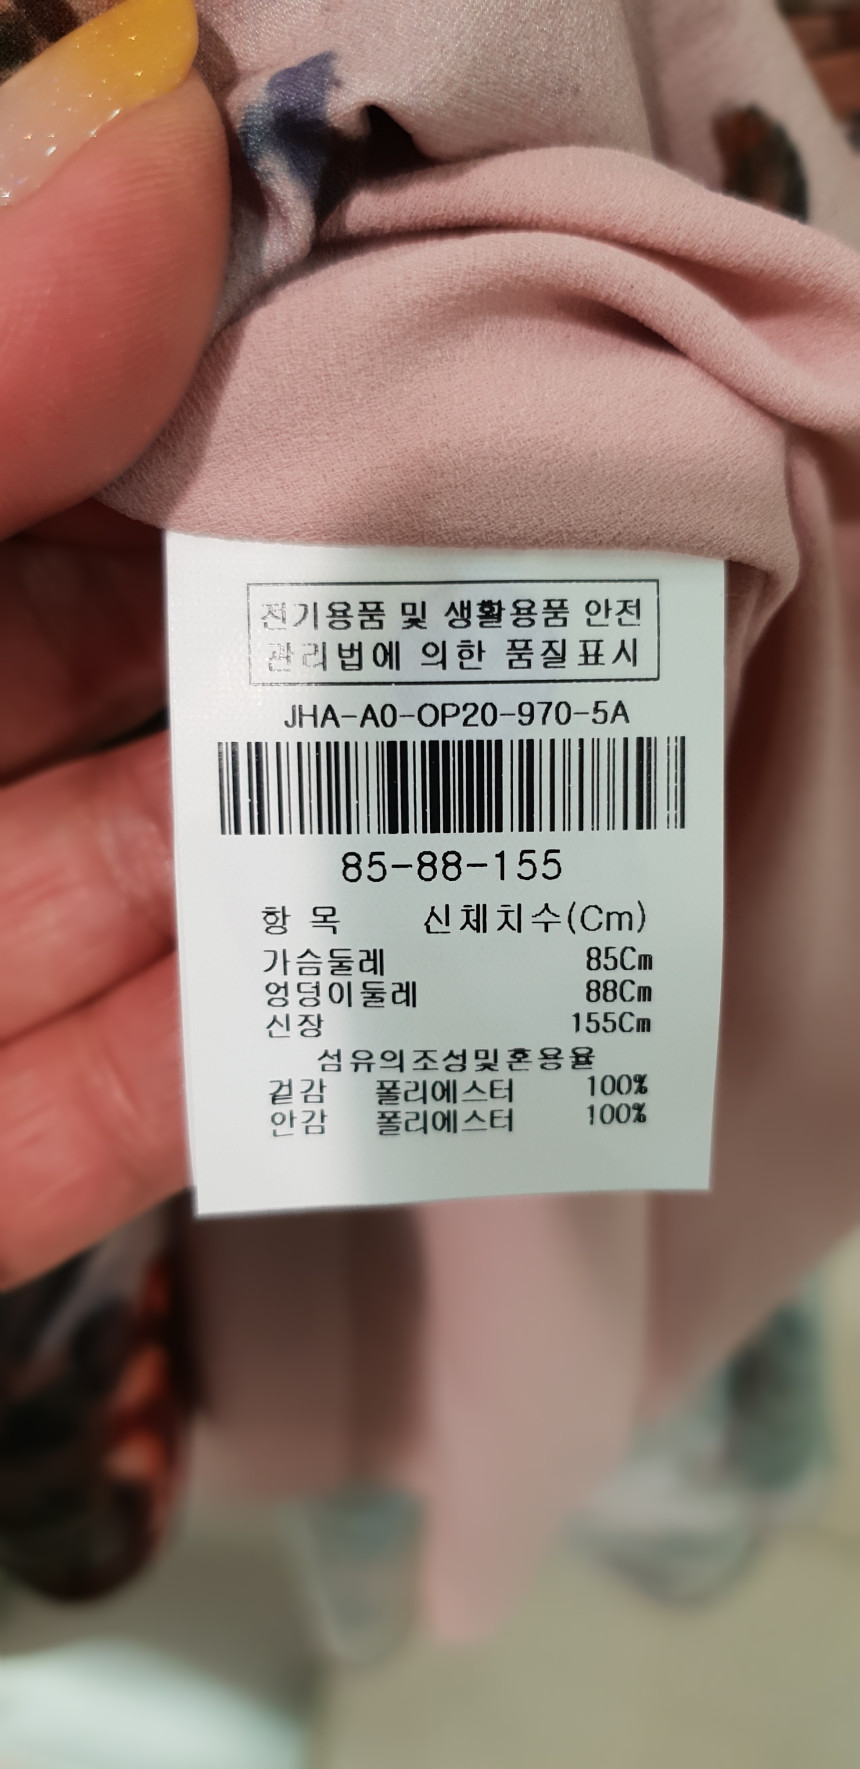 전기용품 및 생활용품 안전
관리법에 의한 품질표시
JHA-A0-OP20-970-5A
85-88-155
항 목 신체치수(Cm)
가슴둘레 85Cm
엉덩이둘레 88Cm
신장 155Cm
섬유의조성및혼용율
겉감 폴리에스터 100%
안감 폴리에스터 100%